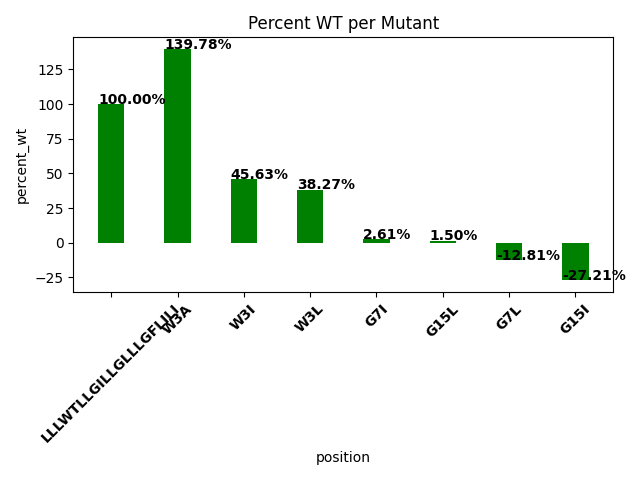 Percent WT per Mutant
percent_wt
125
100
75
50
25
0
−25
100.00%
139.78%
45.63%
38.27%
2.61%
1.50%
-12.81%
-27.21%
LLLWTLLGILLGLLLGFLILI
W3A
W3I
W3L
G7I
G15L
G7L
G15I
position